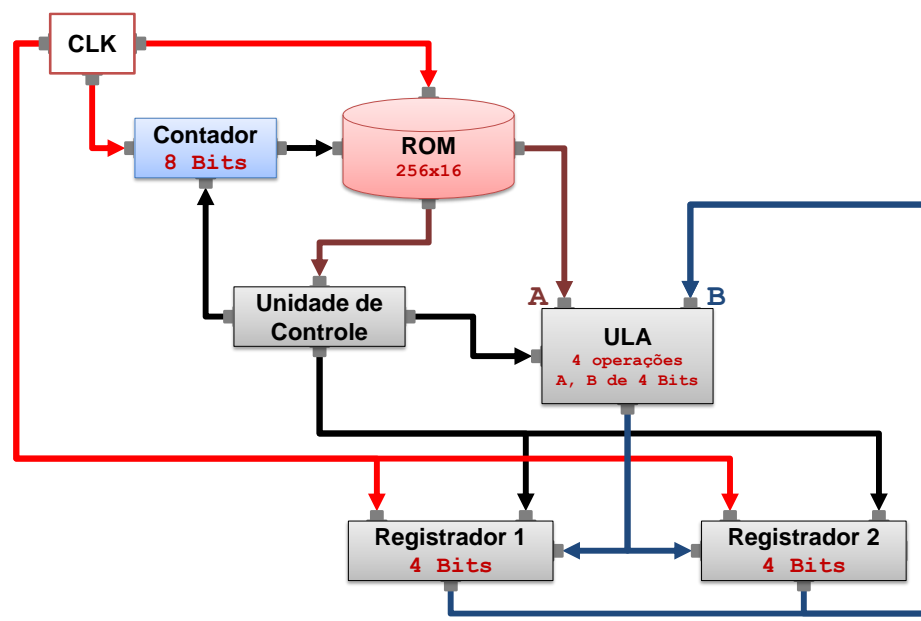 CLK
Contador
8 Bits
ROM
256x16
Unidade de
Controle
A
B
ULA
4 operações
A, B de 4 Bits
Registrador 1
4 Bits
Registrador 2
4 Bits